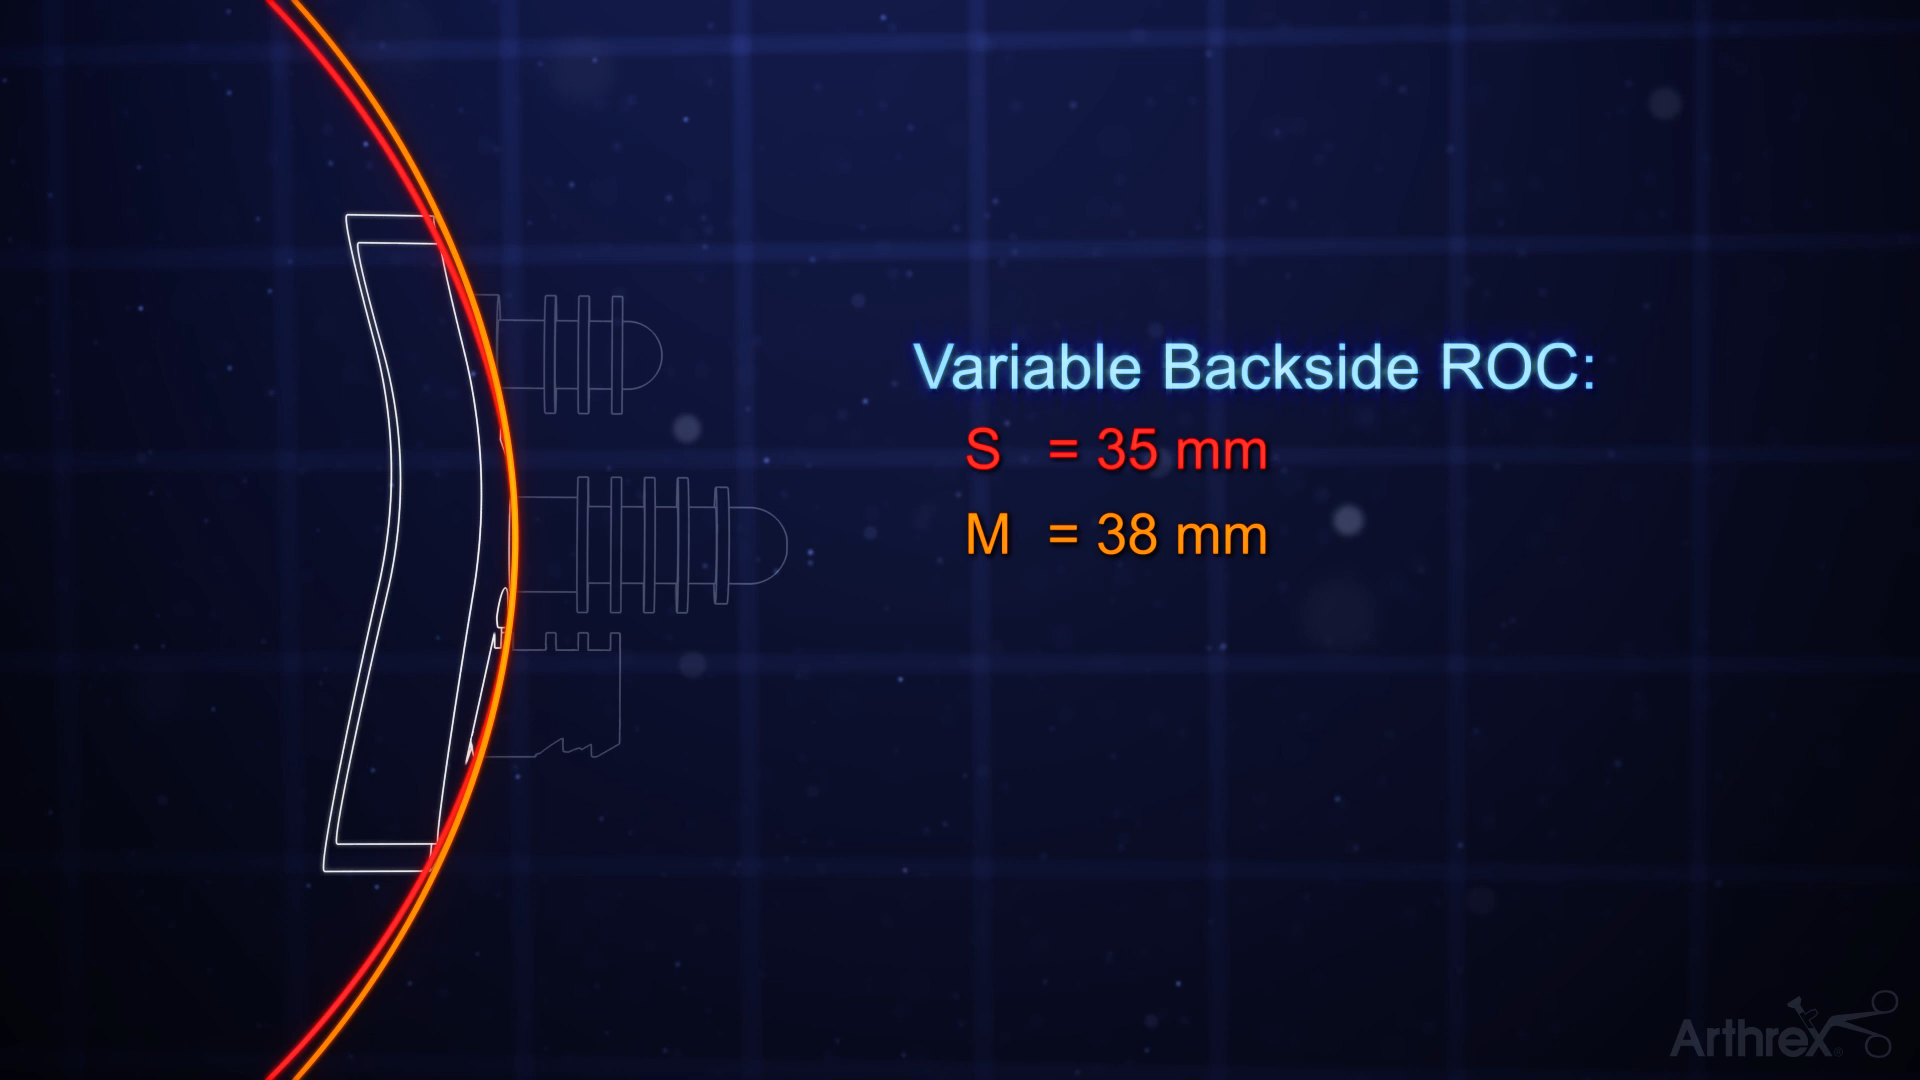 Variable Backside ROC:
S = 35 mm
M = 38 mm
Arthrex®